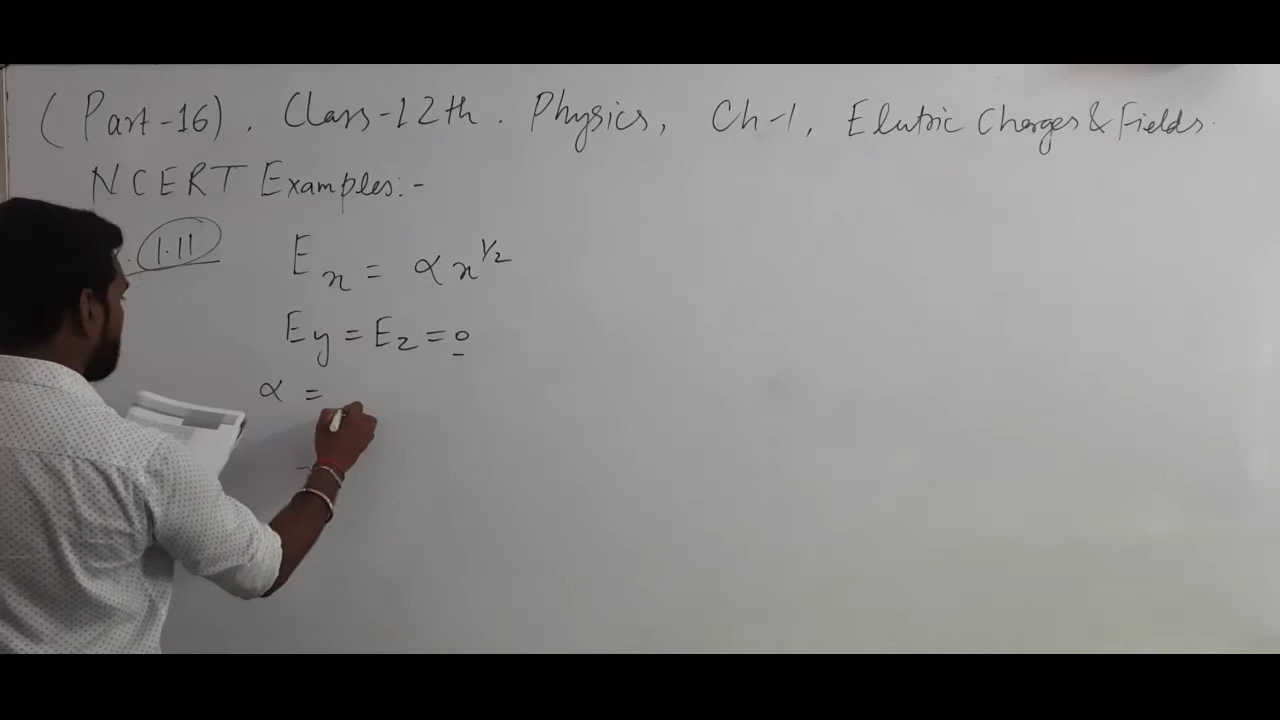 (Part-16). Class-12th. Physics, Ch-1, Electric Charges & Fields.
NCERT Examples:-
1.11
Ex = αx^1/2
Ey = Ez = 0
α =